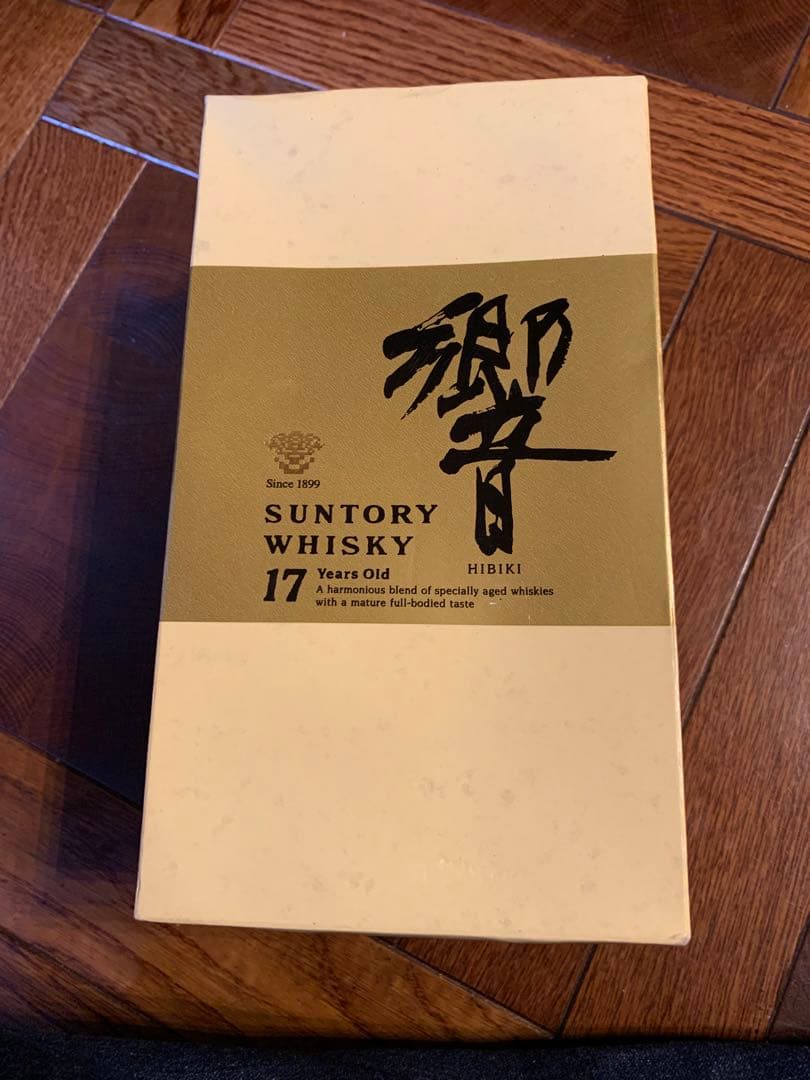 響
Since 1899
SUNTORY
WHISKY
HIBIKI
17 Years Old
A harmonious blend of specially aged whiskies
with a mature full-bodied taste